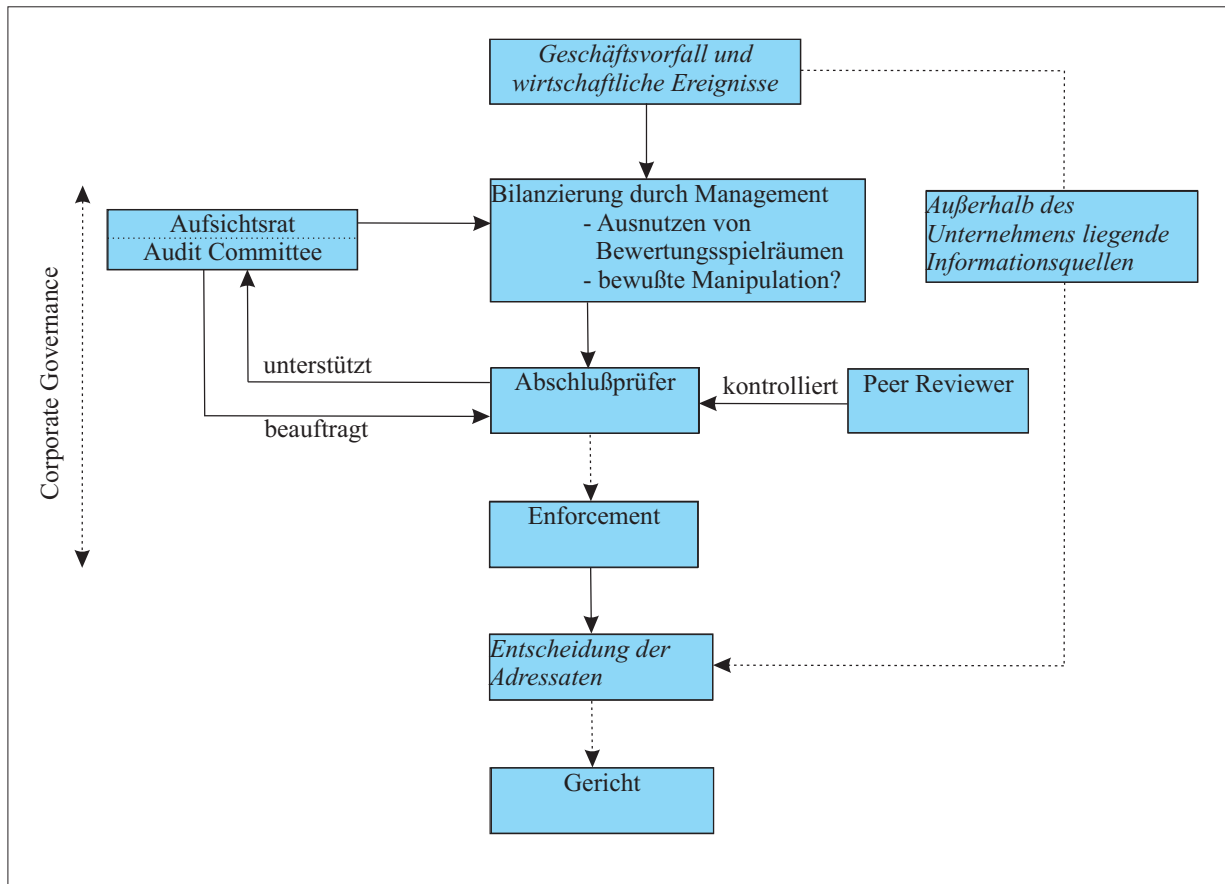 Geschäftsvorfall und
wirtschaftliche Ereignisse
Bilanzierung durch Management
- Ausnutzen von
Bewertungsspielräumen
- bewußte Manipulation?
Aufsichtsrat
Audit Committee
Außerhalb des
Unternehmens liegende
Informationsquellen
Corporate Governance
unterstützt
beauftragt
Abschlußprüfer
kontrolliert
Peer Reviewer
Enforcement
Entscheidung der
Adressaten
Gericht